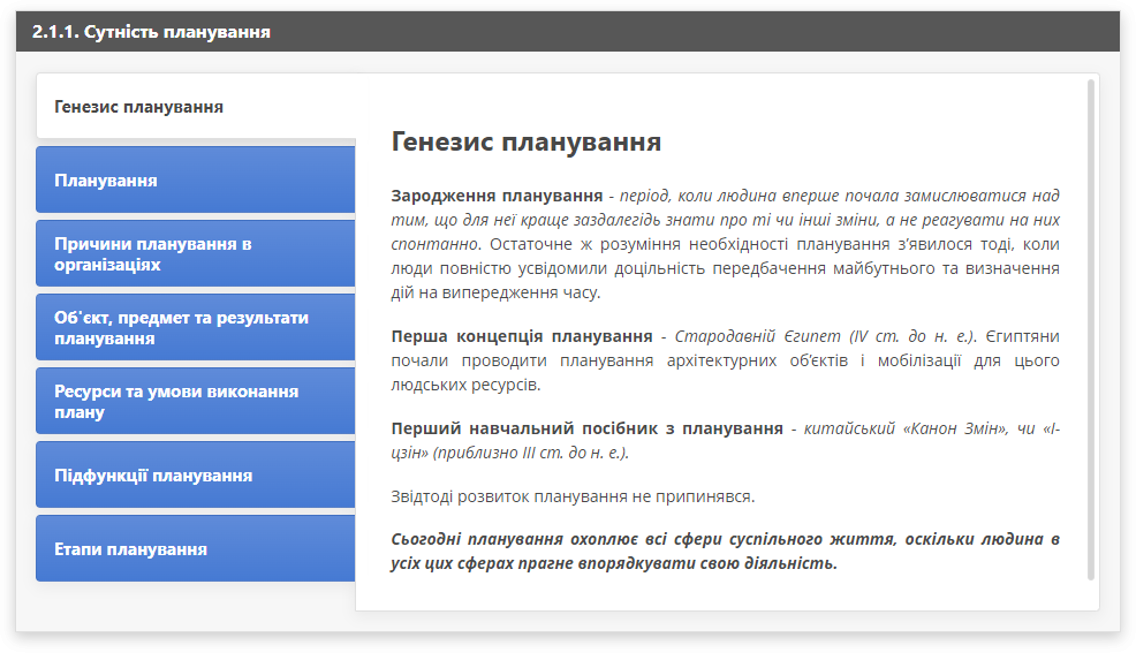 2.1.1. Сутність планування
Генезис планування
Планування
Причини планування в
організаціях
Об'єкт, предмет та результати
планування
Ресурси та умови виконання
плану
Підфункції планування
Етапи планування
Генезис планування
Зародження планування - період, коли людина вперше почала замислюватися над
тим, що для неї краще заздалегідь знати про ті чи інші зміни, а не реагувати на них
спонтанно. Остаточне ж розуміння необхідності планування з'явилося тоді, коли
люди повністю усвідомили доцільність передбачення майбутнього та визначення
дій на випередження часу.
Перша концепція планування - Стародавній Єгипет (IV ст. до н. е.). Єгиптяни
почали проводити планування архітектурних об'єктів і мобілізації для цього
людських ресурсів.
Перший навчальний посібник з планування - китайський «Канон Змін», чи «І-
цзін» (приблизно III ст. до н. е.).
Звідтоді розвиток планування не припинявся.
Сьогодні планування охоплює всі сфери суспільного життя, оскільки людина в
усіх цих сферах прагне впорядкувати свою діяльність.